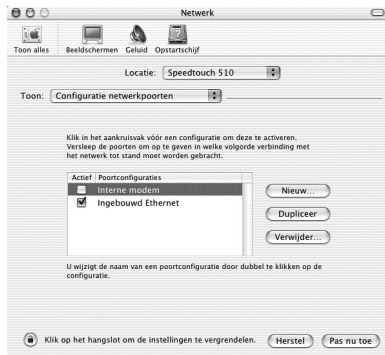 Netwerk
Toon alles Beeldschermen Geluid Opstartschijf
Locatie: Speedtouch 510
Toon: Configuratie netwerkpoorten
Klik in het aankruisvak vóór een configuratie om deze te activeren.
Versleep de poorten om op te geven in welke volgorde verbinding met
het netwerk tot stand moet worden gebracht.
Actief Poortconfiguraties
Interne modem
Ingebouwd Ethernet
Nieuw...
Dupliceer
Verwijder...
U wijzigt de naam van een poortconfiguratie door dubbel te klikken op de
configuratie.
Klik op het hangslot om de instellingen te vergrendelen. Herstel Pas nu toe